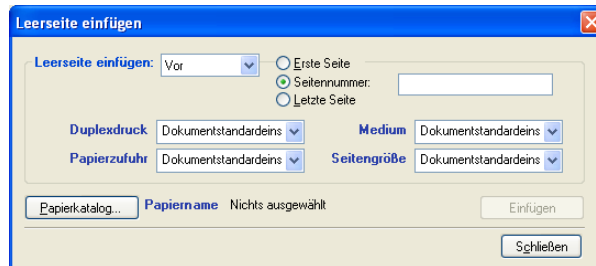 Leerseite einfügen
Leerseite einfügen: Vor
Erste Seite
Seitennummer:
Letzte Seite
Duplexdruck Dokumentstandardeins Medium Dokumentstandardeins
Papierzufuhr Dokumentstandardeins Seitengröße Dokumentstandardeins
Papierkatalog... Papiername Nichts ausgewählt Einfügen
Schließen